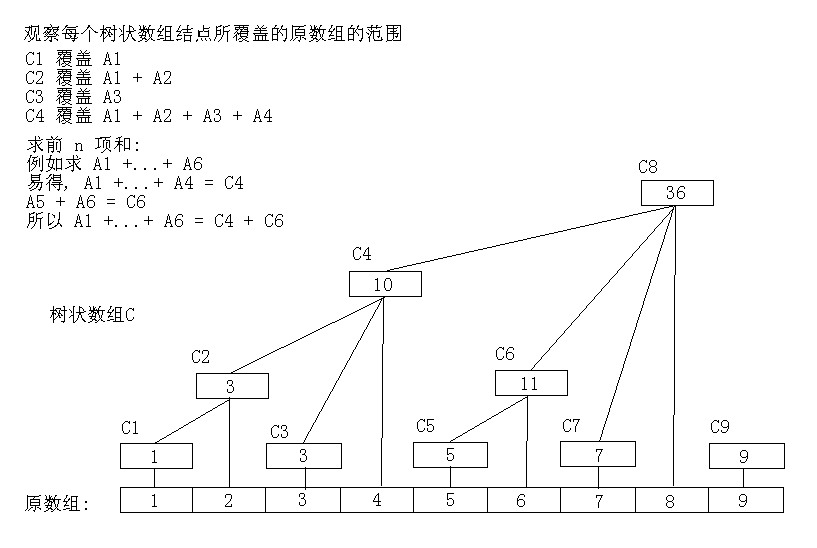 观察每个树状数组结点所覆盖的原数组的范围
C1 覆盖 A1
C2 覆盖 A1 + A2
C3 覆盖 A3
C4 覆盖 A1 + A2 + A3 + A4
求前 n 项和:
例如求 A1 +...+ A6
易得, A1 +...+ A4 = C4
A5 + A6 = C6
所以 A1 +...+ A6 = C4 + C6
C8
36
C4
10
树状数组C
C2
3
C6
11
C1
1
C3
3
C5
5
C7
7
C9
9
原数组: 1 2 3 4 5 6 7 8 9